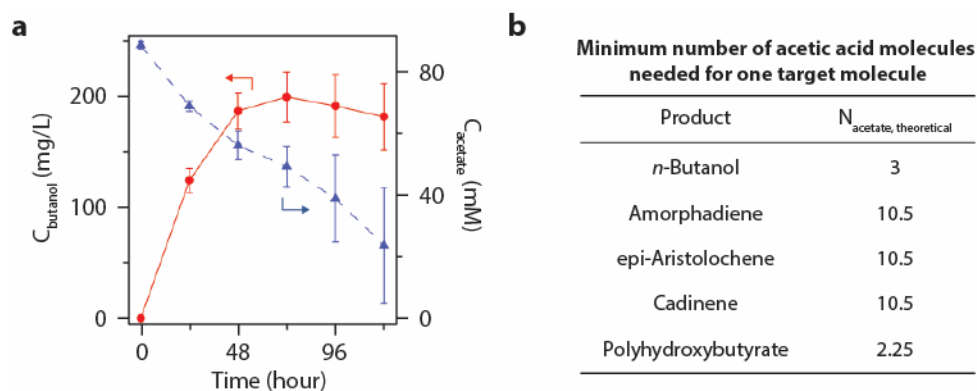 a
200
100
0
C_butanol (mg/L)
80
40
0
C_acetate (mM)
0
48
96
Time (hour)
b
Minimum number of acetic acid molecules
needed for one target molecule
Product N_acetate, theoretical
n-Butanol 3
Amorphadiene 10.5
epi-Aristolochene 10.5
Cadinene 10.5
Polyhydroxybutyrate 2.25